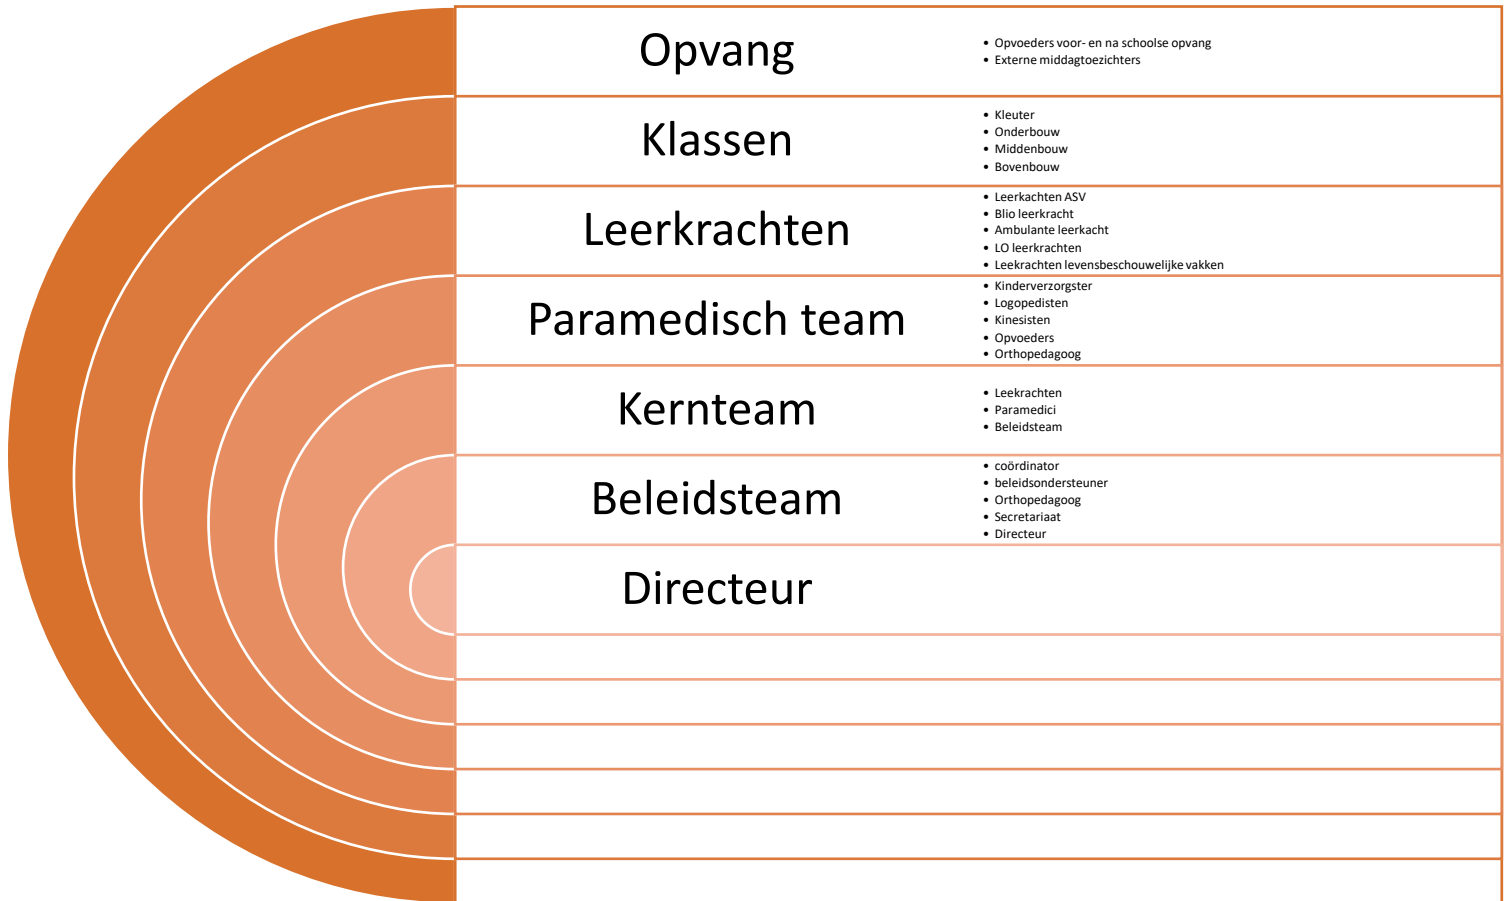 Opvang
• Opvoeders voor- en na schoolse opvang
• Externe middagtoezichters
Klassen
• Kleuter
• Onderbouw
• Middenbouw
• Bovenbouw
Leerkrachten
• Leerkachten ASV
• Blio leerkracht
• Ambulante leerkacht
• LO leerkrachten
• Leekrachten levensbeschouwelijke vakken
Paramedisch team
• Kinderverzorgster
• Logopedisten
• Kinesisten
• Opvoeders
• Orthopedagoog
Kernteam
• Leekrachten
• Paramedici
• Beleidsteam
Beleidsteam
• coördinator
• beleidsondersteuner
• Orthopedagoog
• Secretariaat
• Directeur
Directeur